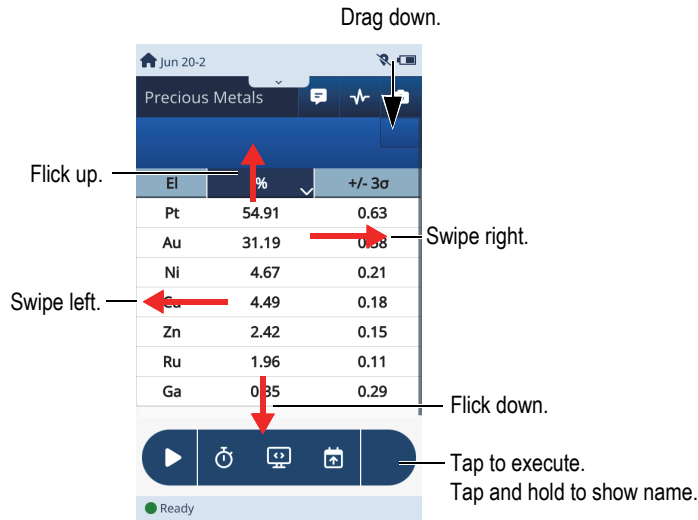 Drag down.
Jun 20-2
Precious Metals
Flick up.
El % +/- 3σ
Pt 54.91 0.63
Au 31.19
Swipe right.
Ni 4.67 0.21
Swipe left.
4.49 0.18
Zn 2.42 0.15
Ru 1.96 0.11
Ga 0.29
Flick down.
Tap to execute.
Tap and hold to show name.
Ready